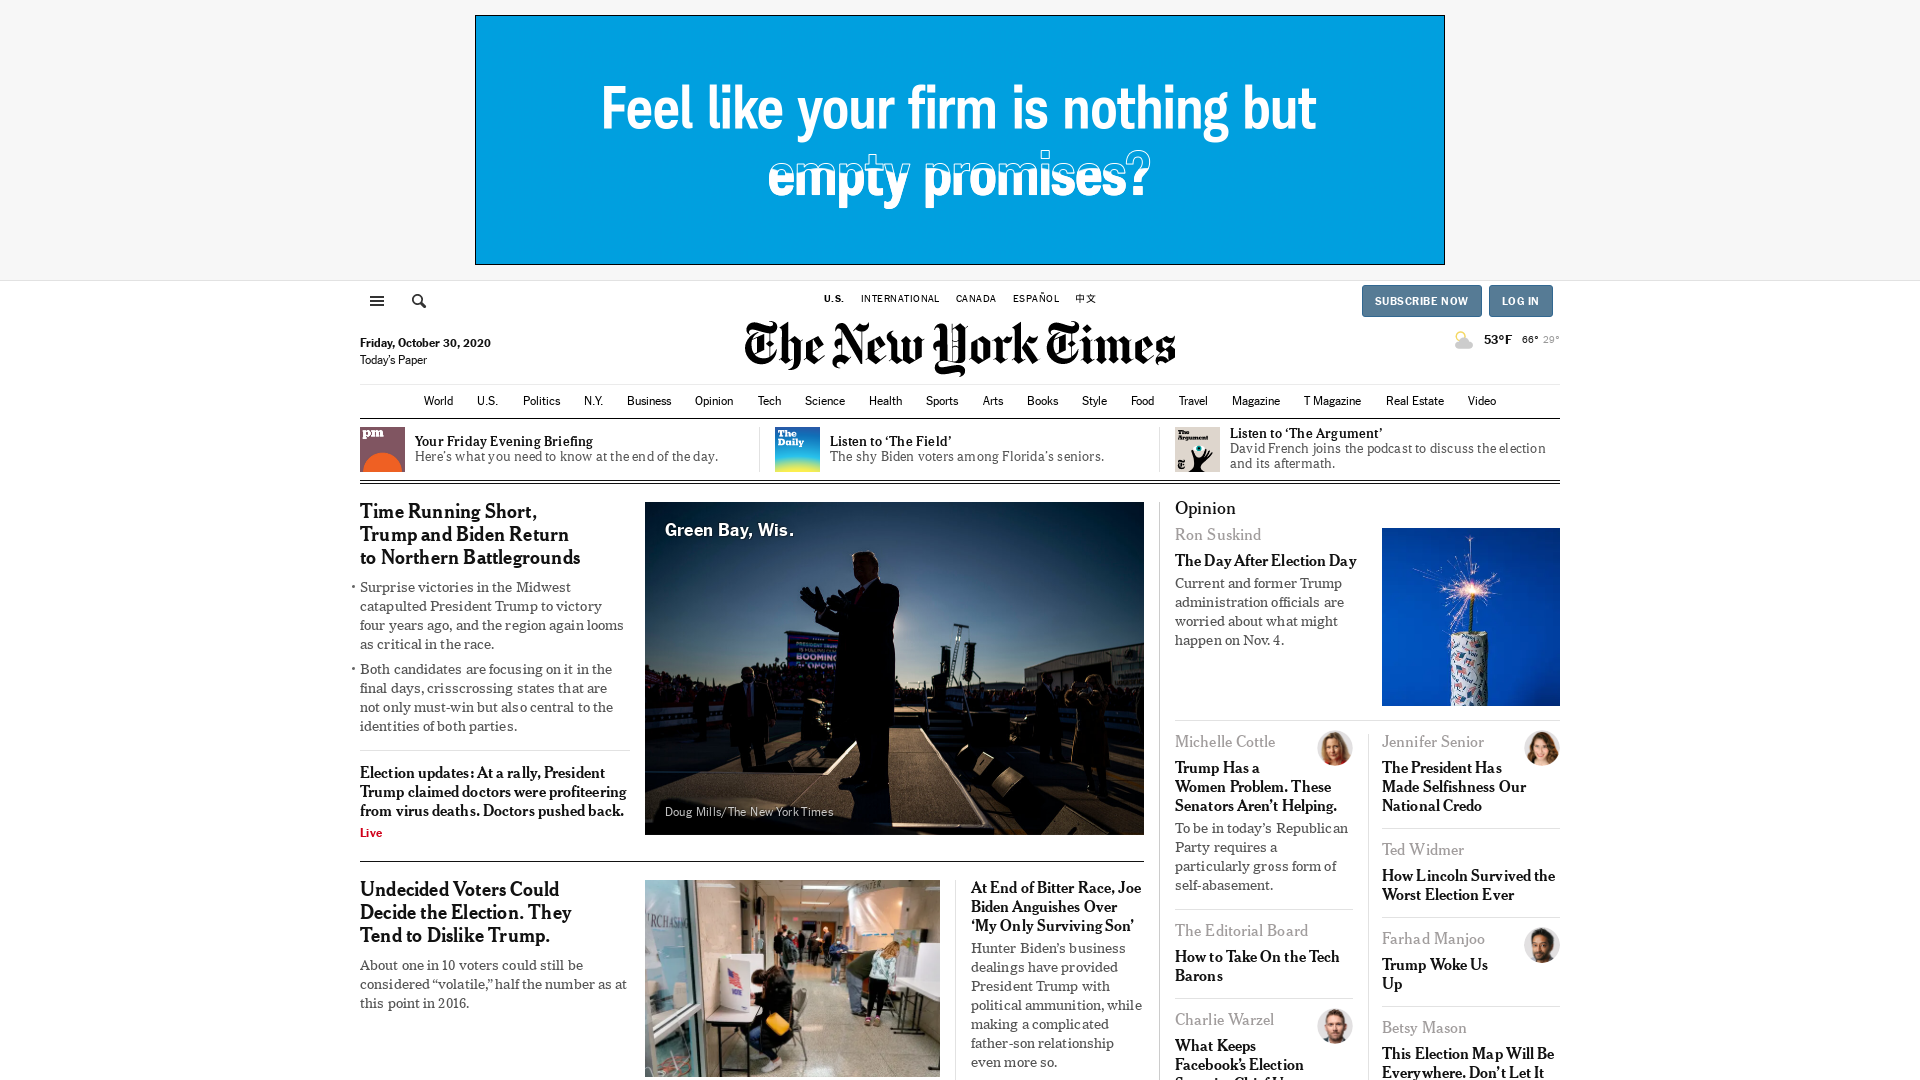 Feel like your firm is nothing but
empty promises?
U.S. INTERNATIONAL CANADA ESPAÑOL 中文
SUBSCRIBE NOW LOG IN
Friday, October 30, 2020
Today's Paper
The New York Times
53°F 66° 29°
World U.S. Politics N.Y. Business Opinion Tech Science Health Sports Arts Books Style Food Travel Magazine T Magazine Real Estate Video
pm
Your Friday Evening Briefing
Here's what you need to know at the end of the day.
The
Daily
Listen to ‘The Field’
The shy Biden voters among Florida's seniors.
The
Argument
Listen to ‘The Argument’
David French joins the podcast to discuss the election
and its aftermath.
Time Running Short,
Trump and Biden Return
to Northern Battlegrounds
• Surprise victories in the Midwest
catapulted President Trump to victory
four years ago, and the region again looms
as critical in the race.
• Both candidates are focusing on it in the
final days, crisscrossing states that are
not only must-win but also central to the
identities of both parties.
Election updates: At a rally, President
Trump claimed doctors were profiteering
from virus deaths. Doctors pushed back.
Live
Green Bay, Wis.
BOOMING
ECONOMY
Doug Mills/The New York Times
Undecided Voters Could
Decide the Election. They
Tend to Dislike Trump.
About one in 10 voters could still be
considered “volatile,” half the number as at
this point in 2016.
At End of Bitter Race, Joe
Biden Anguishes Over
‘My Only Surviving Son’
Hunter Biden’s business
dealings have provided
President Trump with
political ammunition, while
making a complicated
father-son relationship
even more so.
Opinion
Ron Suskind
The Day After Election Day
Current and former Trump
administration officials are
worried about what might
happen on Nov. 4.
Michelle Cottle
Trump Has a
Women Problem. These
Senators Aren’t Helping.
To be in today’s Republican
Party requires a
particularly gross form of
self-abasement.
The Editorial Board
How to Take On the Tech
Barons
Charlie Warzel
What Keeps
Facebook’s Election
Jennifer Senior
The President Has
Made Selfishness Our
National Credo
Ted Widmer
How Lincoln Survived the
Worst Election Ever
Farhad Manjoo
Trump Woke Us
Up
Betsy Mason
This Election Map Will Be
Everywhere. Don’t Let It